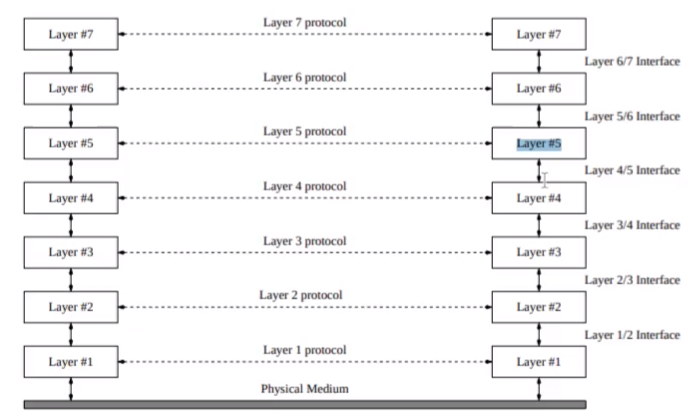 Layer 7 protocol
Layer #7 Layer #7
Layer 6/7 Interface
Layer 6 protocol
Layer #6 Layer #6
Layer 5/6 Interface
Layer 5 protocol
Layer #5 Layer #5
Layer 4/5 Interface
Layer 4 protocol
Layer #4 Layer #4
Layer 3/4 Interface
Layer 3 protocol
Layer #3 Layer #3
Layer 2/3 Interface
Layer 2 protocol
Layer #2 Layer #2
Layer 1/2 Interface
Layer 1 protocol
Layer #1 Layer #1
Physical Medium